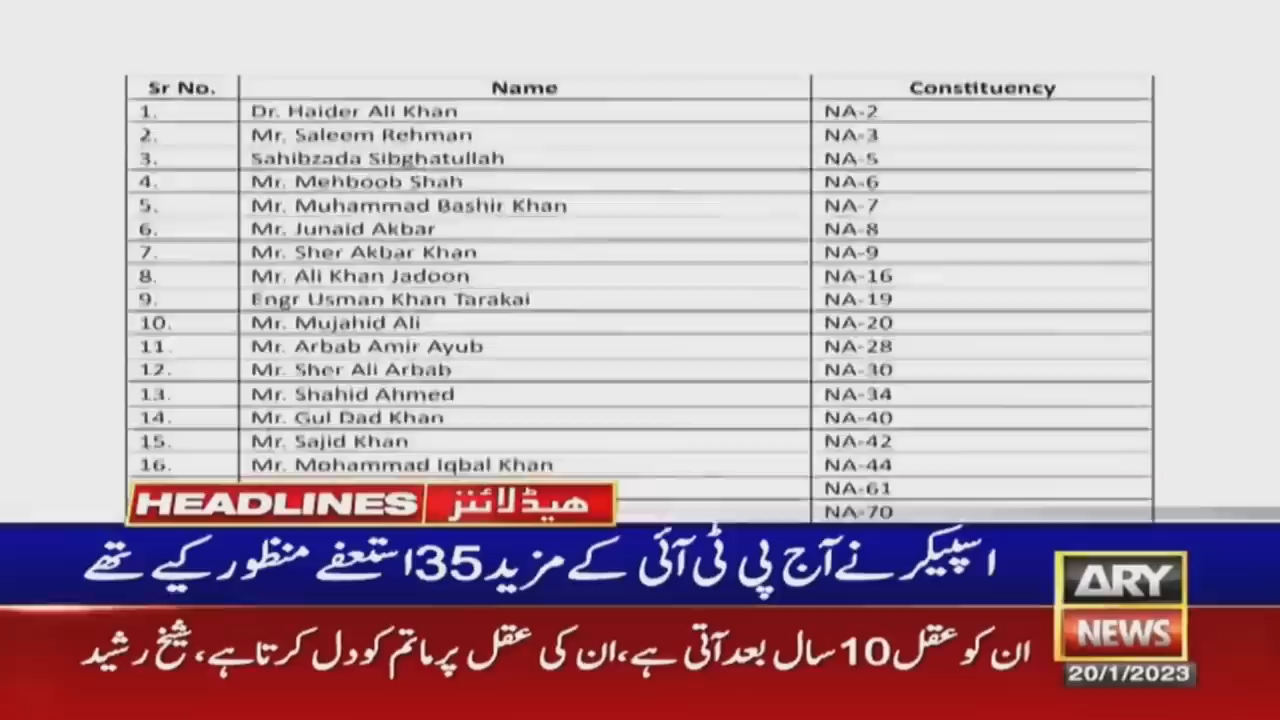 Sr No. Name Constituency
1. Dr. Haider Ali Khan NA-2
2. Mr. Saleem Rehman NA-3
3. Sahibzada Sibghatullah NA-5
4. Mr. Mehboob Shah NA-6
5. Mr. Muhammad Bashir Khan NA-7
6. Mr. Junaid Akbar NA-8
7. Mr. Sher Akbar Khan NA-9
8. Mr. Ali Khan Jadoon NA-16
9. Engr Usman Khan Tarakai NA-19
10. Mr. Mujahid Ali NA-20
11. Mr. Arbab Amir Ayub NA-28
12. Mr. Sher Ali Arbab NA-30
13. Mr. Shahid Ahmed NA-34
14. Mr. Gul Dad Khan NA-40
15. Mr. Sajid Khan NA-42
16. Mr. Mohammad Iqbal Khan NA-44
NA-61
NA-70
HEADLINES ہیڈلائنز
اسپیکر نے آج پی ٹی آئی کے مزید 35 استعفے منظور کیے تھے
ان کو عقل 10 سال بعد آتی ہے، ان کی عقل پر ماتم کو دل کرتا ہے، شیخ رشید
ARY
NEWS
20/1/2023